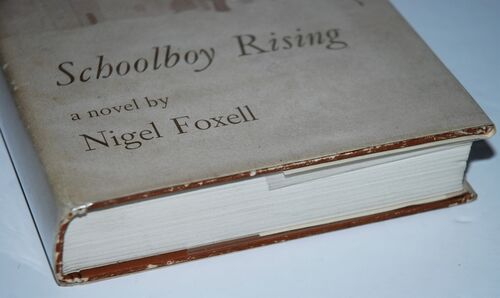 Schoolboy Rising
a novel by
Nigel Foxell